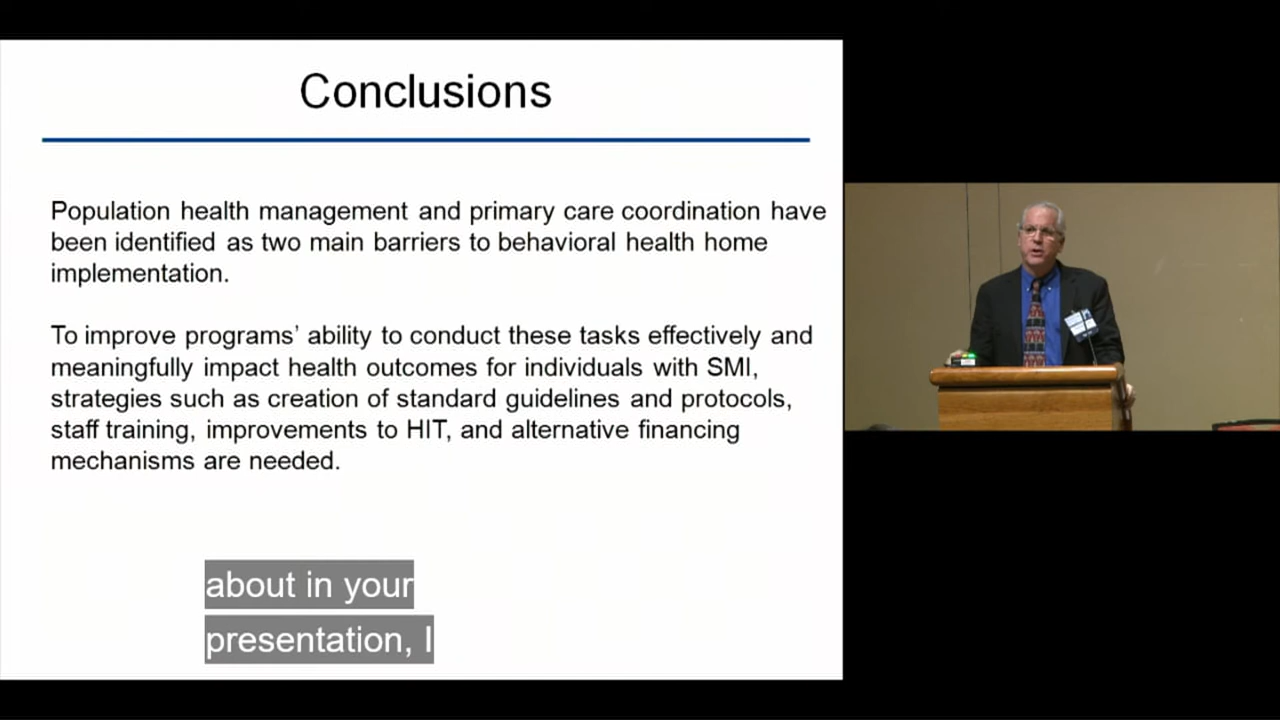 Conclusions
Population health management and primary care coordination have
been identified as two main barriers to behavioral health home
implementation.
To improve programs’ ability to conduct these tasks effectively and
meaningfully impact health outcomes for individuals with SMI,
strategies such as creation of standard guidelines and protocols,
staff training, improvements to HIT, and alternative financing
mechanisms are needed.
about in your
presentation, I